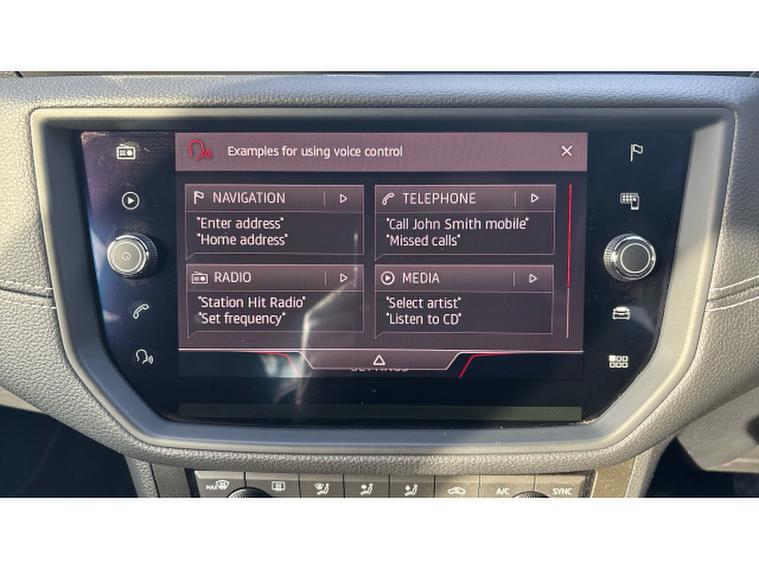 Examples for using voice control
NAVIGATION
"Enter address"
"Home address"
TELEPHONE
"Call John Smith mobile"
"Missed calls"
RADIO
"Station Hit Radio"
"Set frequency"
MEDIA
"Select artist"
"Listen to CD"
MAX
A/C
SYNC